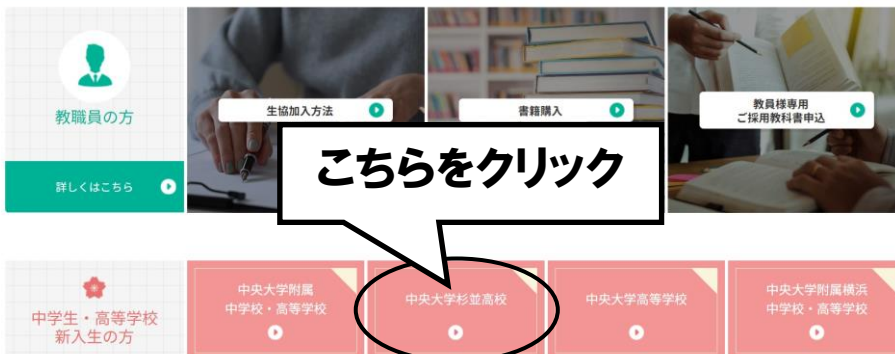 教職員の方
詳しくはこちら
生協加入方法
書籍購入
教員様専用
ご採用教科書申込
こちらをクリック
中学生・高等学校
新入生の方
中央大学附属
中学校・高等学校
中央大学杉並高校
中央大学高等学校
中央大学附属横浜
中学校・高等学校